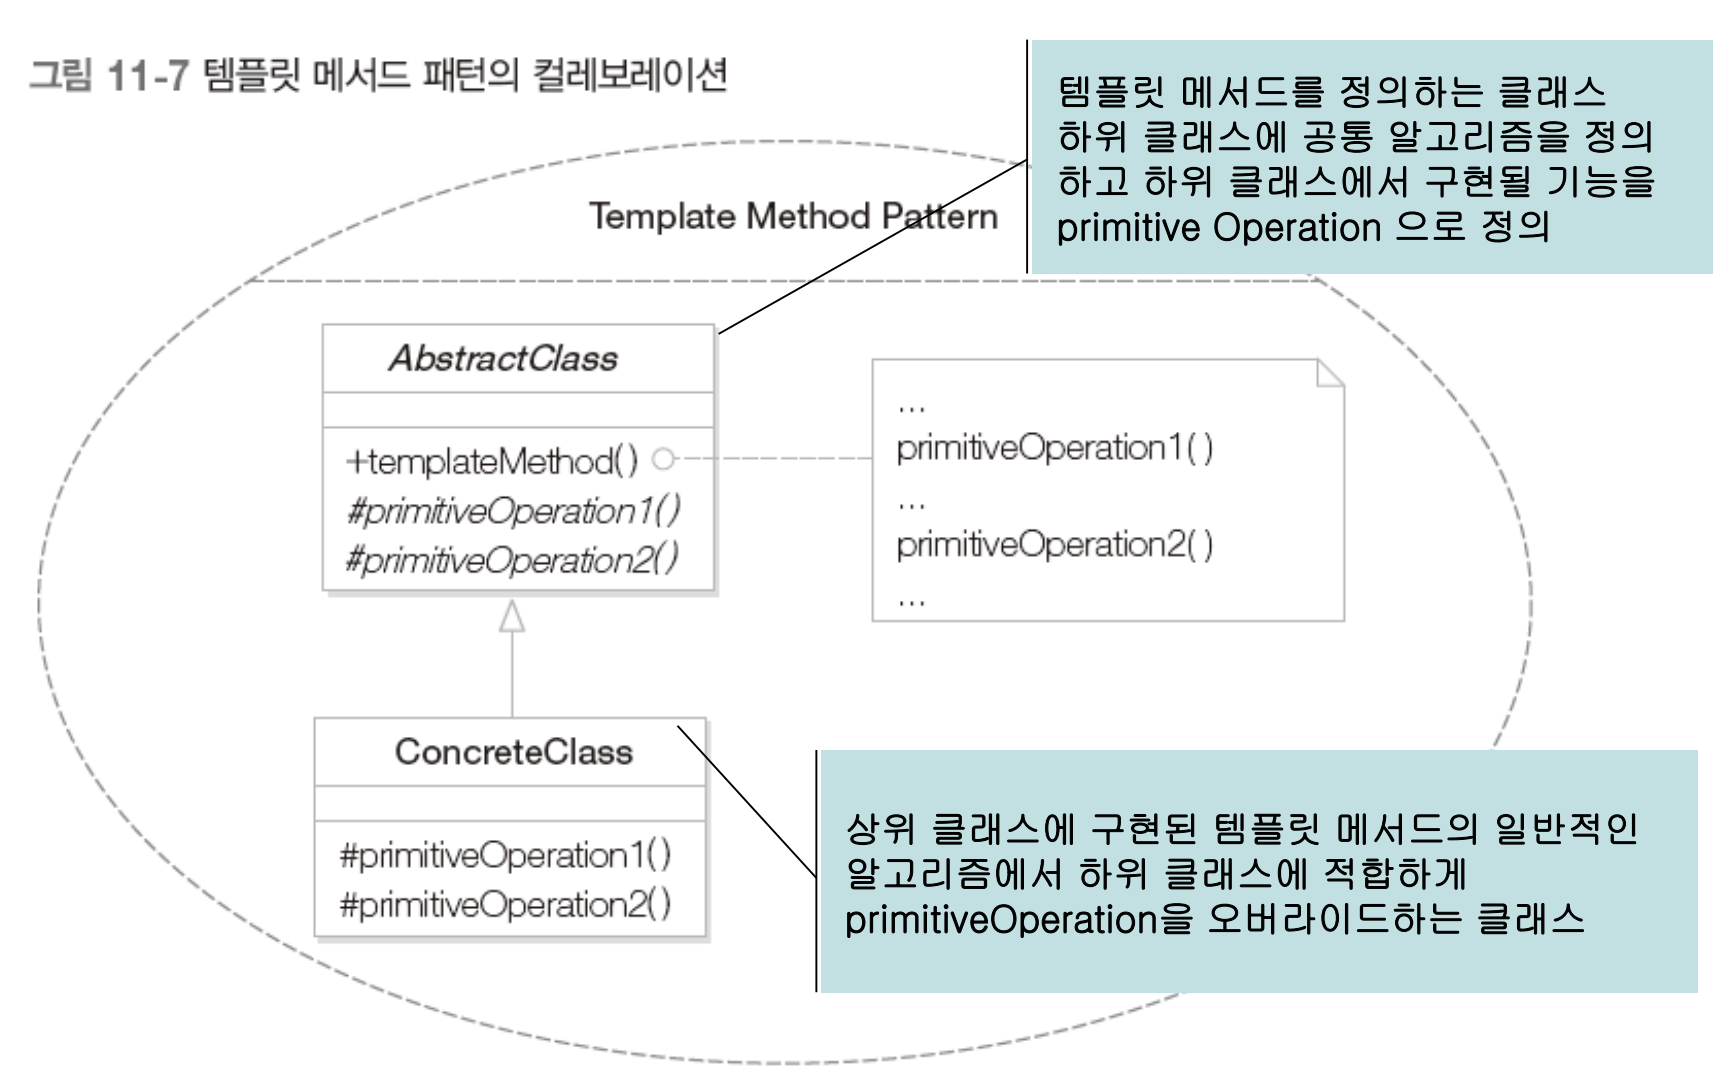 그림 11-7 템플릿 메서드 패턴의 컬레보레이션
템플릿 메서드를 정의하는 클래스
하위 클래스에 공통 알고리즘을 정의
하고 하위 클래스에서 구현될 기능을
primitive Operation 으로 정의
Template Method Pattern
AbstractClass
+templateMethod()
#primitiveOperation1()
#primitiveOperation2()
...
primitiveOperation1( )
...
primitiveOperation2( )
...
ConcreteClass
#primitiveOperation1()
#primitiveOperation2()
상위 클래스에 구현된 템플릿 메서드의 일반적인
알고리즘에서 하위 클래스에 적합하게
primitiveOperation을 오버라이드하는 클래스